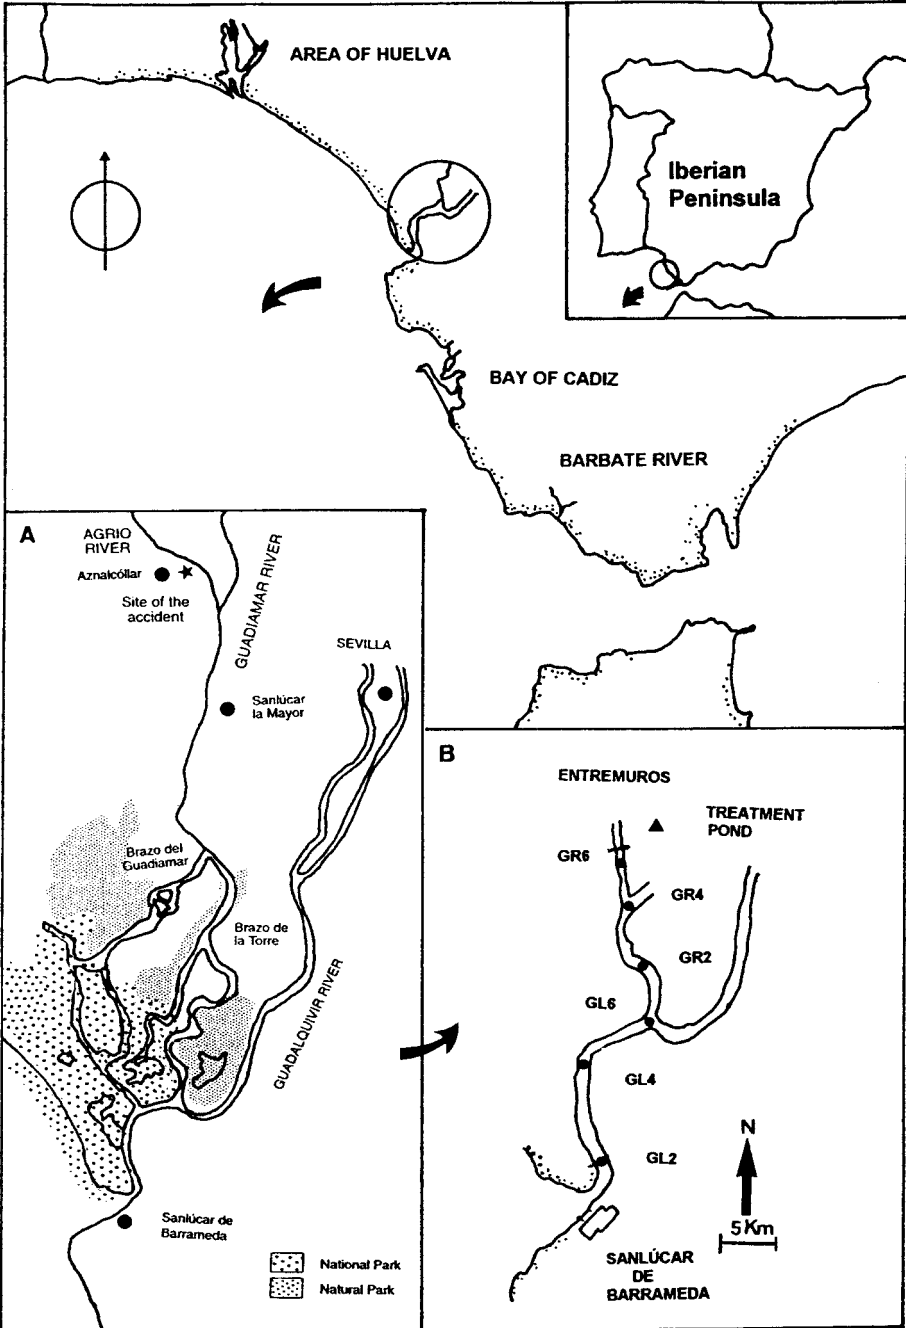 AREA OF HUELVA
Iberian
Peninsula
BAY OF CADIZ
BARBATE RIVER
A
AGRIO
RIVER
Aznalcóllar
Site of the
accident
GUADIAMAR RIVER
SEVILLA
Sanlúcar
la Mayor
Brazo del
Guadiamar
Brazo de
la Torre
GUADALQUIVIR RIVER
Sanlúcar de
Barrameda
National Park
Natural Park
B
ENTREMUROS
TREATMENT
POND
GR6
GR4
GR2
GL6
GL4
GL2
N
5 Km
SANLÚCAR
DE
BARRAMEDA